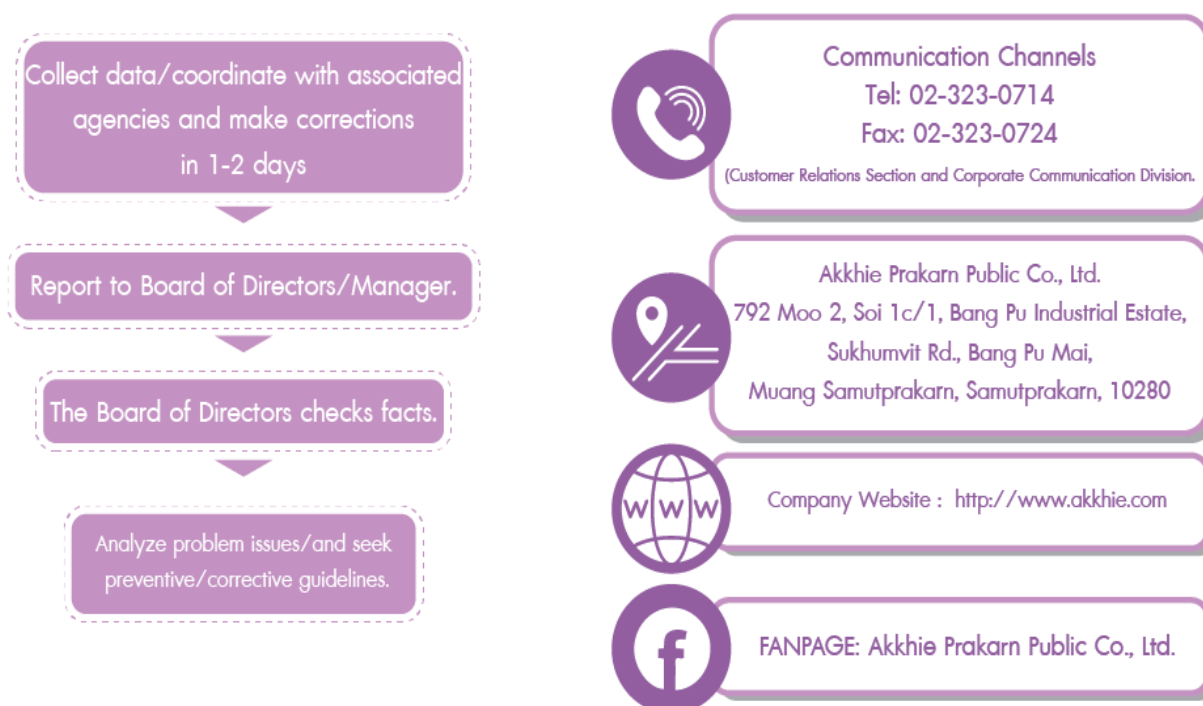 Collect data/coordinate with associated
agencies and make corrections
in 1-2 days
Report to Board of Directors/Manager.
The Board of Directors checks facts.
Analyze problem issues/and seek
preventive/corrective guidelines.
Communication Channels
Tel: 02-323-0714
Fax: 02-323-0724
(Customer Relations Section and Corporate Communication Division.
Akkhie Prakarn Public Co., Ltd.
792 Moo 2, Soi 1c/1, Bang Pu Industrial Estate,
Sukhumvit Rd., Bang Pu Mai,
Muang Samutprakarn, Samutprakarn, 10280
WWW
Company Website : http://www.akkhie.com
f
FANPAGE: Akkhie Prakarn Public Co., Ltd.